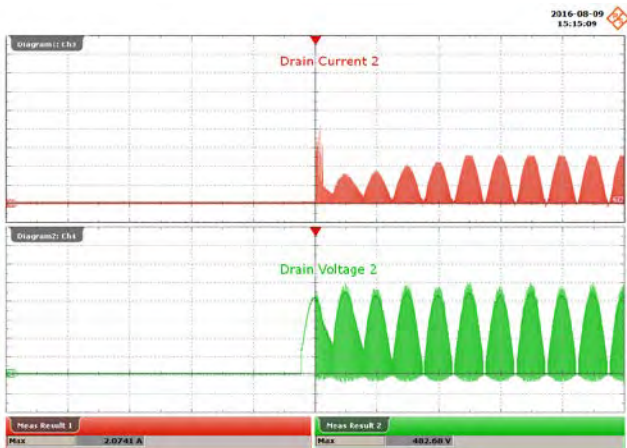 2016-08-09
15:15:09
Diagram1: Ch3
Drain Current 2
Diagram2: Ch4
Drain Voltage 2
Meas Result 1
Max 2.0741 A
Meas Result 2
Max 482.68 V